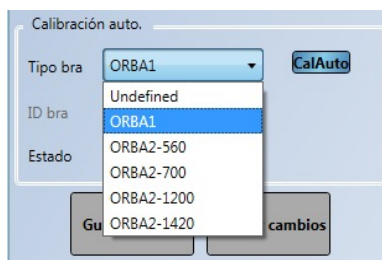 Calibración auto.
Tipo bra ORBA1 CalAuto
Undefined
ID bra
ORBA1
Estado
ORBA2-560
ORBA2-700
ORBA2-1200
ORBA2-1420
Gu cambios